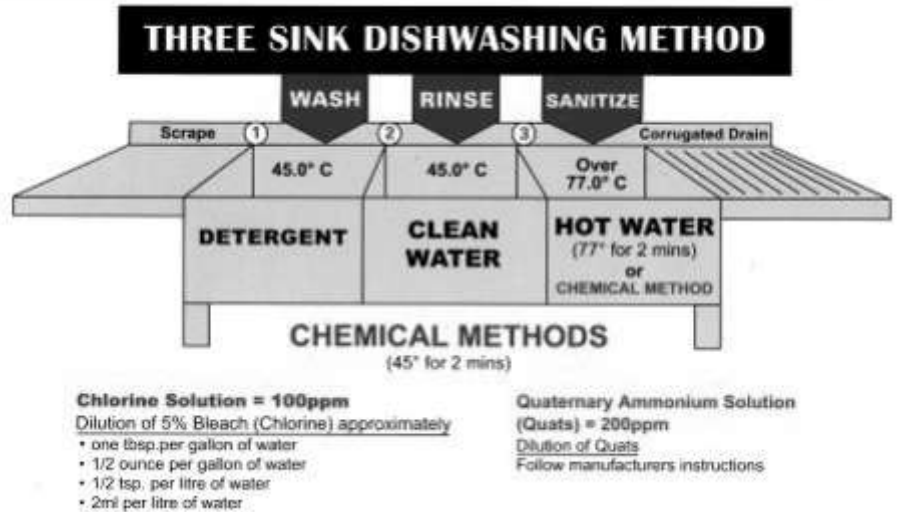 THREE SINK DISHWASHING METHOD
WASH
RINSE
SANITIZE
Scrape
1
2
3
Corrugated Drain
45.0° C
45.0° C
Over
77.0° C
DETERGENT
CLEAN
WATER
HOT WATER
(77° for 2 mins)
or
CHEMICAL METHOD
CHEMICAL METHODS
(45° for 2 mins)
Chlorine Solution = 100ppm
Dilution of 5% Bleach (Chlorine) approximately
• one tbsp.per gallon of water
• 1/2 ounce per gallon of water
• 1/2 tsp. per litre of water
• 2ml per litre of water
Quaternary Ammonium Solution
(Quats) = 200ppm
Dilution of Quats
Follow manufacturers instructions